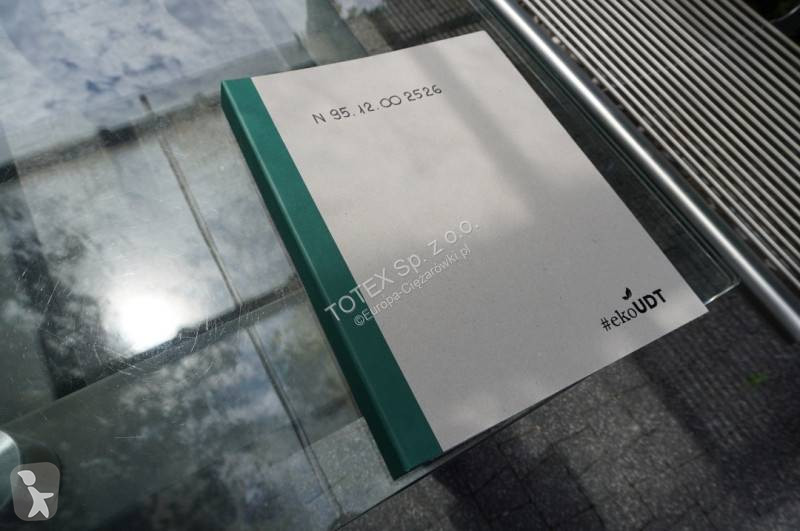 N 95.12.00 2526
TOTEX Sp. z o.o.
©Europa-Ciężarówki.pl
#ekoUDT